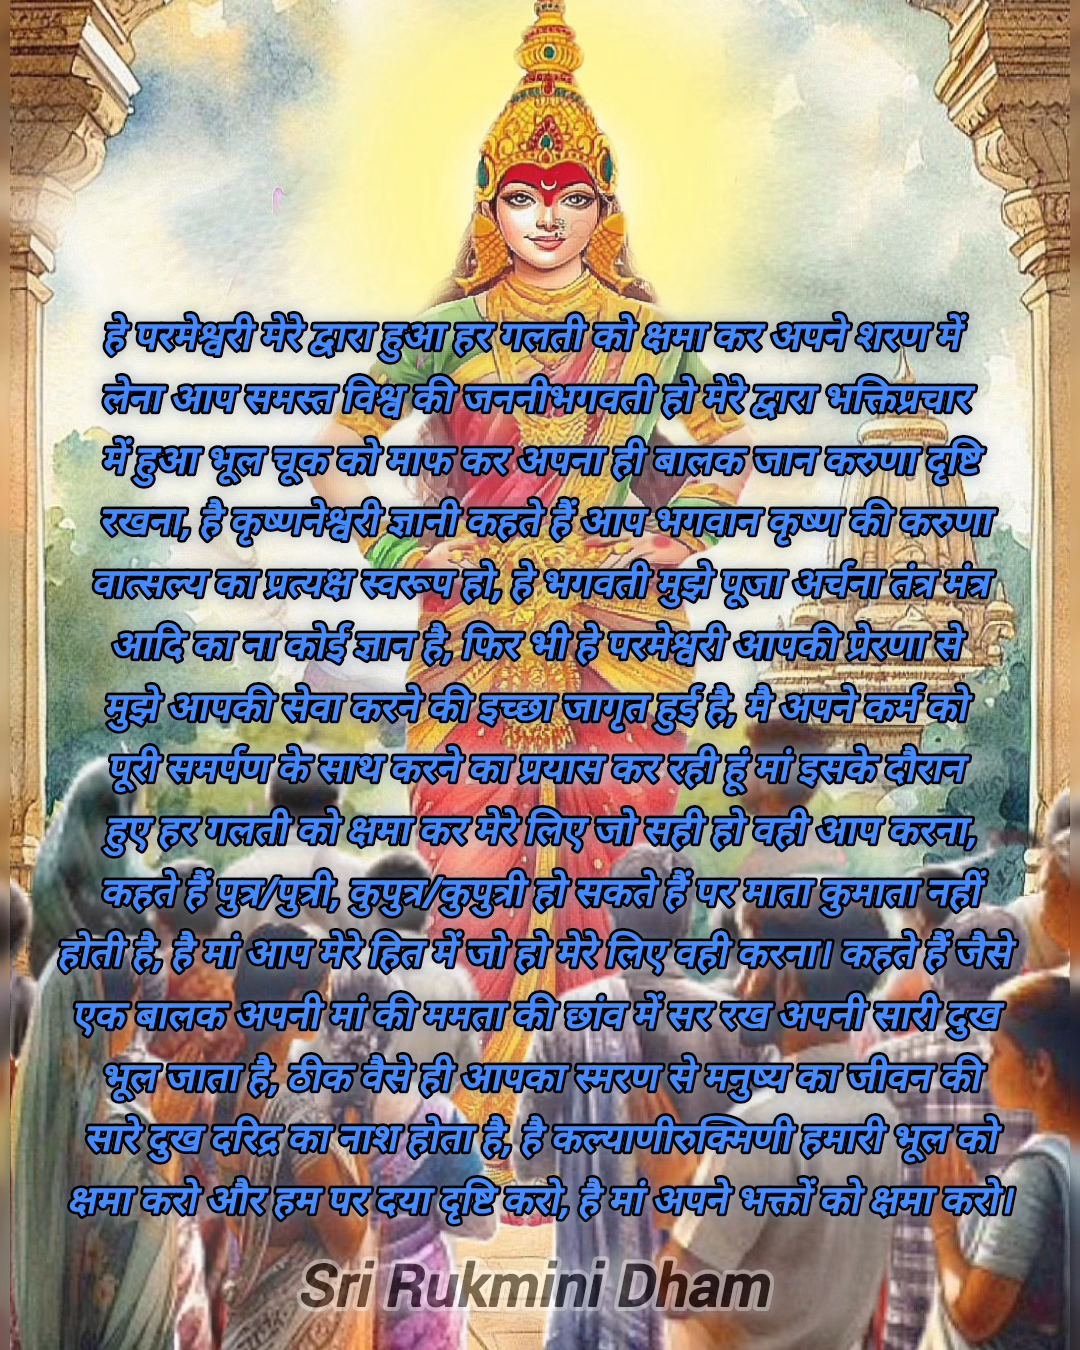 हे परमेश्वरी मेरे द्वारा हुआ हर गलती को क्षमा कर अपने शरण में
लेना आप समस्त विश्व की जननीभगवती हो मेरे द्वारा भक्तिप्रचार
में हुआ भूल चूक को माफ कर अपना ही बालक जान करुणा दृष्टि
रखना, है कृष्णनेश्वरी ज्ञानी कहते हैं आप भगवान कृष्ण की करुणा
वात्सल्य का प्रत्यक्ष स्वरूप हो, हे भगवती मुझे पूजा अर्चना तंत्र मंत्र
आदि का ना कोई ज्ञान है, फिर भी हे परमेश्वरी आपकी प्रेरणा से
मुझे आपकी सेवा करने की इच्छा जागृत हुई है, मै अपने कर्म को
पूरी समर्पण के साथ करने का प्रयास कर रही हूं मां इसके दौरान
हुए हर गलती को क्षमा कर मेरे लिए जो सही हो वही आप करना,
कहते हैं पुत्र/पुत्री, कुपुत्र/कुपुत्री हो सकते हैं पर माता कुमाता नहीं
होती है, है मां आप मेरे हित में जो हो मेरे लिए वही करना। कहते हैं जैसे
एक बालक अपनी मां की ममता की छांव में सर रख अपनी सारी दुख
भूल जाता है, ठीक वैसे ही आपका स्मरण से मनुष्य का जीवन की
सारे दुख दरिद्र का नाश होता है, है कल्याणीरुक्मिणी हमारी भूल को
क्षमा करो और हम पर दया दृष्टि करो, है मां अपने भक्तों को क्षमा करो।
Sri Rukmini Dham